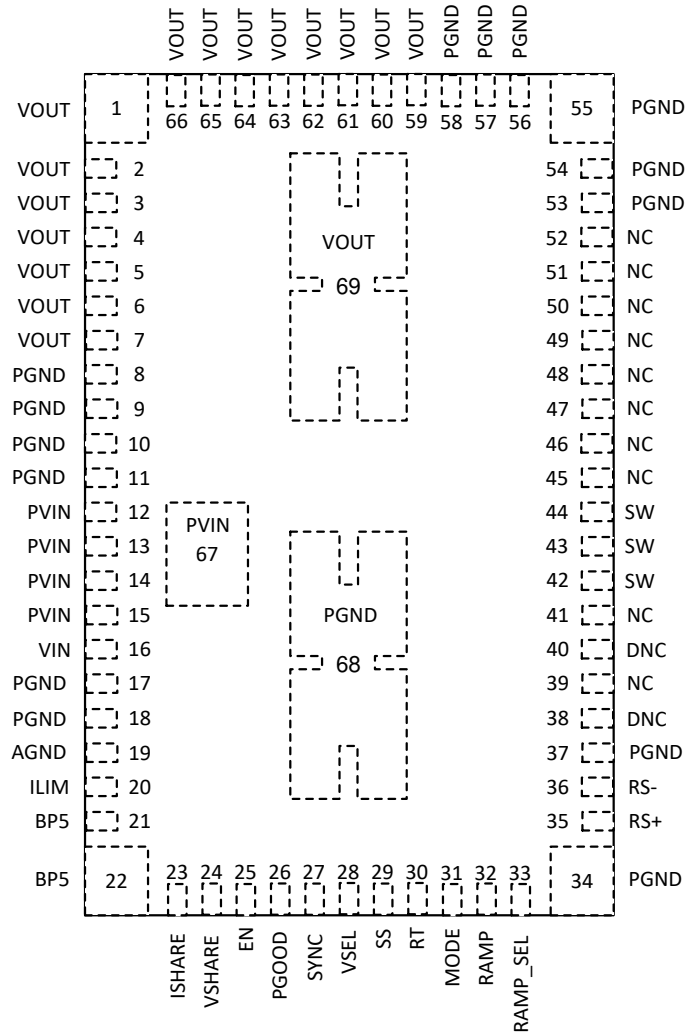 VOUT VOUT VOUT VOUT VOUT VOUT VOUT VOUT PGND PGND PGND
66 65 64 63 62 61 60 59 58 57 56
VOUT 1 55 PGND
VOUT 2 54 PGND
VOUT 3 53 PGND
VOUT 4 52 NC
VOUT 5 51 NC
VOUT 6 50 NC
VOUT 7 49 NC
PGND 8 48 NC
PGND 9 47 NC
PGND 10 46 NC
PGND 11 45 NC
PVIN 12 44 SW
PVIN 13 43 SW
PVIN 14 42 SW
PVIN 15 41 NC
VIN 16 40 DNC
PGND 17 39 NC
PGND 18 38 DNC
AGND 19 37 PGND
ILIM 20 36 RS-
BP5 21 35 RS+
BP5 22 34 PGND
VOUT
69
PVIN
67
PGND
68
23 24 25 26 27 28 29 30 31 32 33
ISHARE VSHARE EN PGOOD SYNC VSEL SS RT MODE RAMP RAMP_SEL